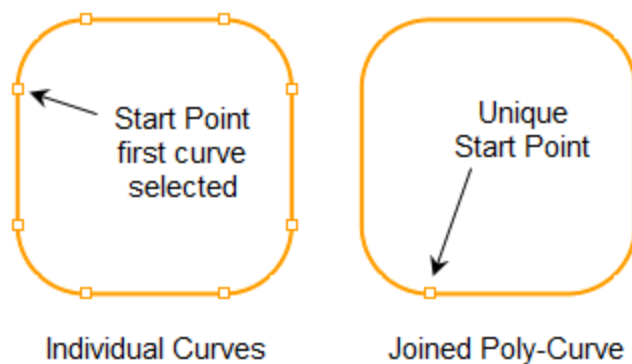 Start Point
first curve
selected
Unique
Start Point
Individual Curves
Joined Poly-Curve